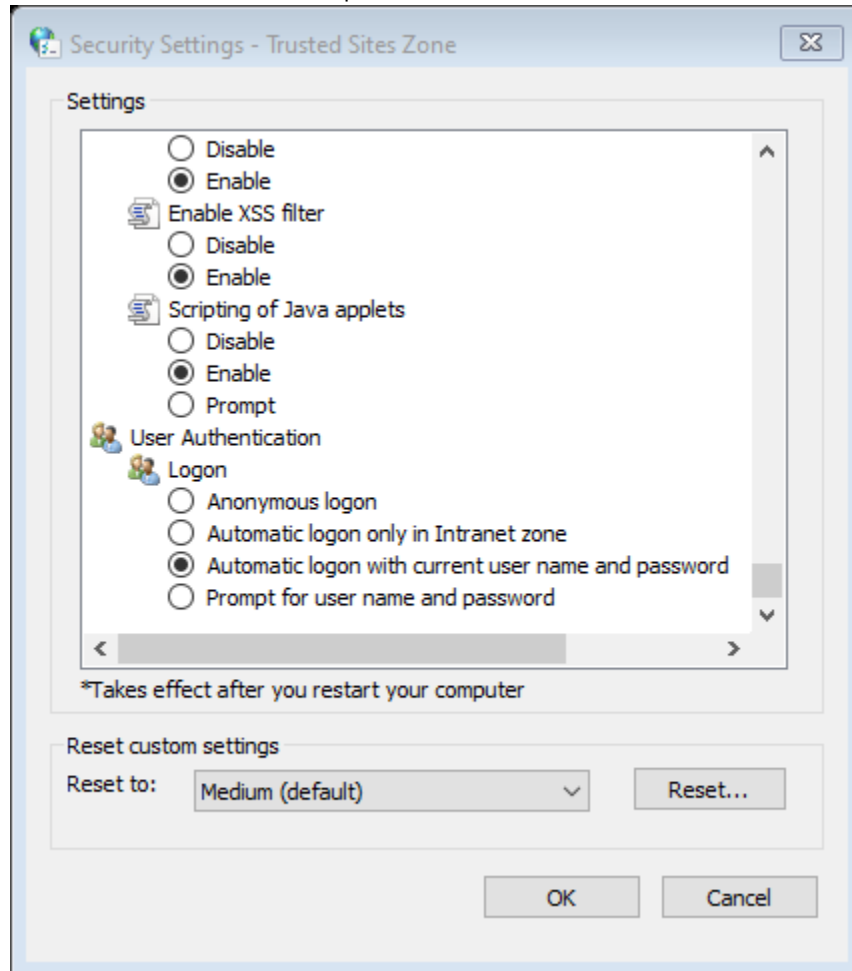 Security Settings - Trusted Sites Zone
Settings
Disable
Enable
Enable XSS filter
Disable
Enable
Scripting of Java applets
Disable
Enable
Prompt
User Authentication
Logon
Anonymous logon
Automatic logon only in Intranet zone
Automatic logon with current user name and password
Prompt for user name and password
*Takes effect after you restart your computer
Reset custom settings
Reset to: Medium (default) Reset...
OK Cancel